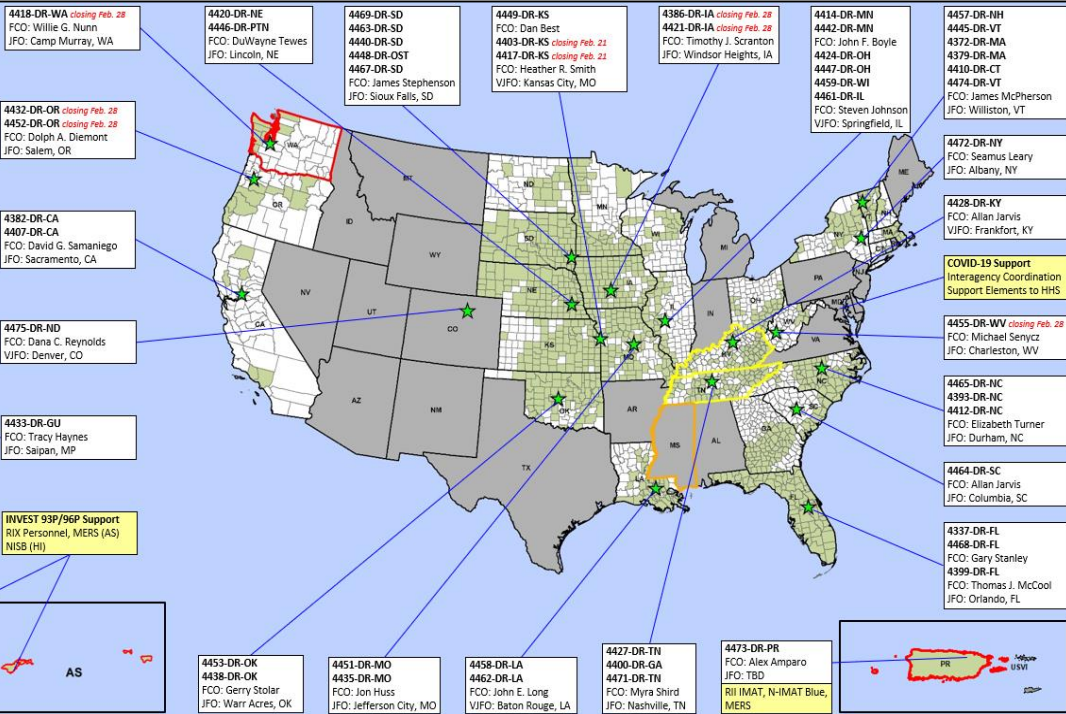 4418-DR-WA closing Feb. 28
FCO: Willie G. Nunn
JFO: Camp Murray, WA
4420-DR-NE
4446-DR-PTN
FCO: DuWayne Tewes
JFO: Lincoln, NE
4469-DR-SD
4463-DR-SD
4440-DR-SD
4448-DR-OST
4467-DR-SD
FCO: James Stephenson
JFO: Sioux Falls, SD
4449-DR-KS
FCO: Dan Best
4403-DR-KS closing Feb. 21
4417-DR-KS closing Feb. 21
FCO: Heather R. Smith
VJFO: Kansas City, MO
4386-DR-IA closing Feb. 28
4421-DR-IA closing Feb. 28
FCO: Timothy J. Scranton
JFO: Windsor Heights, IA
4414-DR-MN
4442-DR-MN
FCO: John F. Boyle
4424-DR-OH
4447-DR-OH
4459-DR-WI
4461-DR-IL
FCO: Steven Johnson
VJFO: Springfield, IL
4457-DR-NH
4445-DR-VT
4372-DR-MA
4379-DR-MA
4410-DR-CT
4474-DR-VT
FCO: James McPherson
JFO: Williston, VT
4432-DR-OR closing Feb. 28
4452-DR-OR closing Feb. 28
FCO: Dolph A. Diemont
JFO: Salem, OR
4472-DR-NY
FCO: Seamus Leary
JFO: Albany, NY
4382-DR-CA
4407-DR-CA
FCO: David G. Samaniego
JFO: Sacramento, CA
4428-DR-KY
FCO: Allan Jarvis
VJFO: Frankfort, KY
COVID-19 Support
Interagency Coordination
Support Elements to HHS
4475-DR-ND
FCO: Dana C. Reynolds
VJFO: Denver, CO
4455-DR-WV closing Feb. 28
FCO: Michael Senycz
JFO: Charleston, WV
4465-DR-NC
4393-DR-NC
4412-DR-NC
FCO: Elizabeth Turner
JFO: Durham, NC
4433-DR-GU
FCO: Tracy Haynes
JFO: Saipan, MP
4464-DR-SC
FCO: Allan Jarvis
JFO: Columbia, SC
INVEST 93P/96P Support
RIX Personnel, MERS (AS)
NISB (HI)
4337-DR-FL
4468-DR-FL
FCO: Gary Stanley
4399-DR-FL
FCO: Thomas J. McCool
JFO: Orlando, FL
4453-DR-OK
4438-DR-OK
FCO: Gerry Stolar
JFO: Warr Acres, OK
4451-DR-MO
4435-DR-MO
FCO: Jon Huss
JFO: Jefferson City, MO
4458-DR-LA
4462-DR-LA
FCO: John E. Long
VJFO: Baton Rouge, LA
4427-DR-TN
4400-DR-GA
4471-DR-TN
FCO: Myra Shird
JFO: Nashville, TN
4473-DR-PR
FCO: Alex Amparo
JFO: TBD
RII IMAT, N-IMAT Blue,
MERS
WA
MT
ND
MN
ME
OR
ID
SD
WI
MI
NY
NH
MA
WY
IA
PA
NJ
NE
NV
UT
CO
IL
IN
OH
WV
MD
VA
CA
KS
MO
KY
NC
TN
AZ
NM
OK
AR
SC
MS
AL
GA
TX
LA
FL
AS
PR
USVI